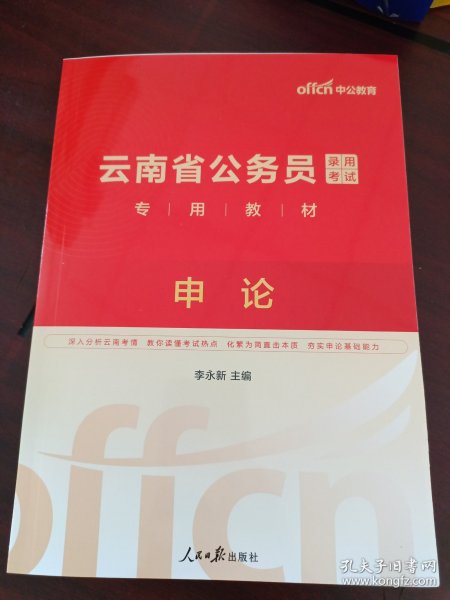 offcn 中公教育
云南省公务员 录用
考试
专 用 教 材
申 论
深入分析云南考情 教你读懂考试热点 化繁为简直击本质 夯实申论基础能力
李永新 主编
offcn
人民日报出版社
孔夫子旧书网
www.kongfz.com